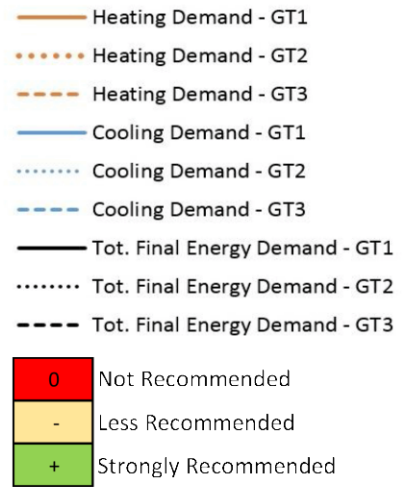 Heating Demand - GT1
Heating Demand - GT2
Heating Demand - GT3
Cooling Demand - GT1
Cooling Demand - GT2
Cooling Demand - GT3
Tot. Final Energy Demand - GT1
Tot. Final Energy Demand - GT2
Tot. Final Energy Demand - GT3
0 Not Recommended
- Less Recommended
+ Strongly Recommended